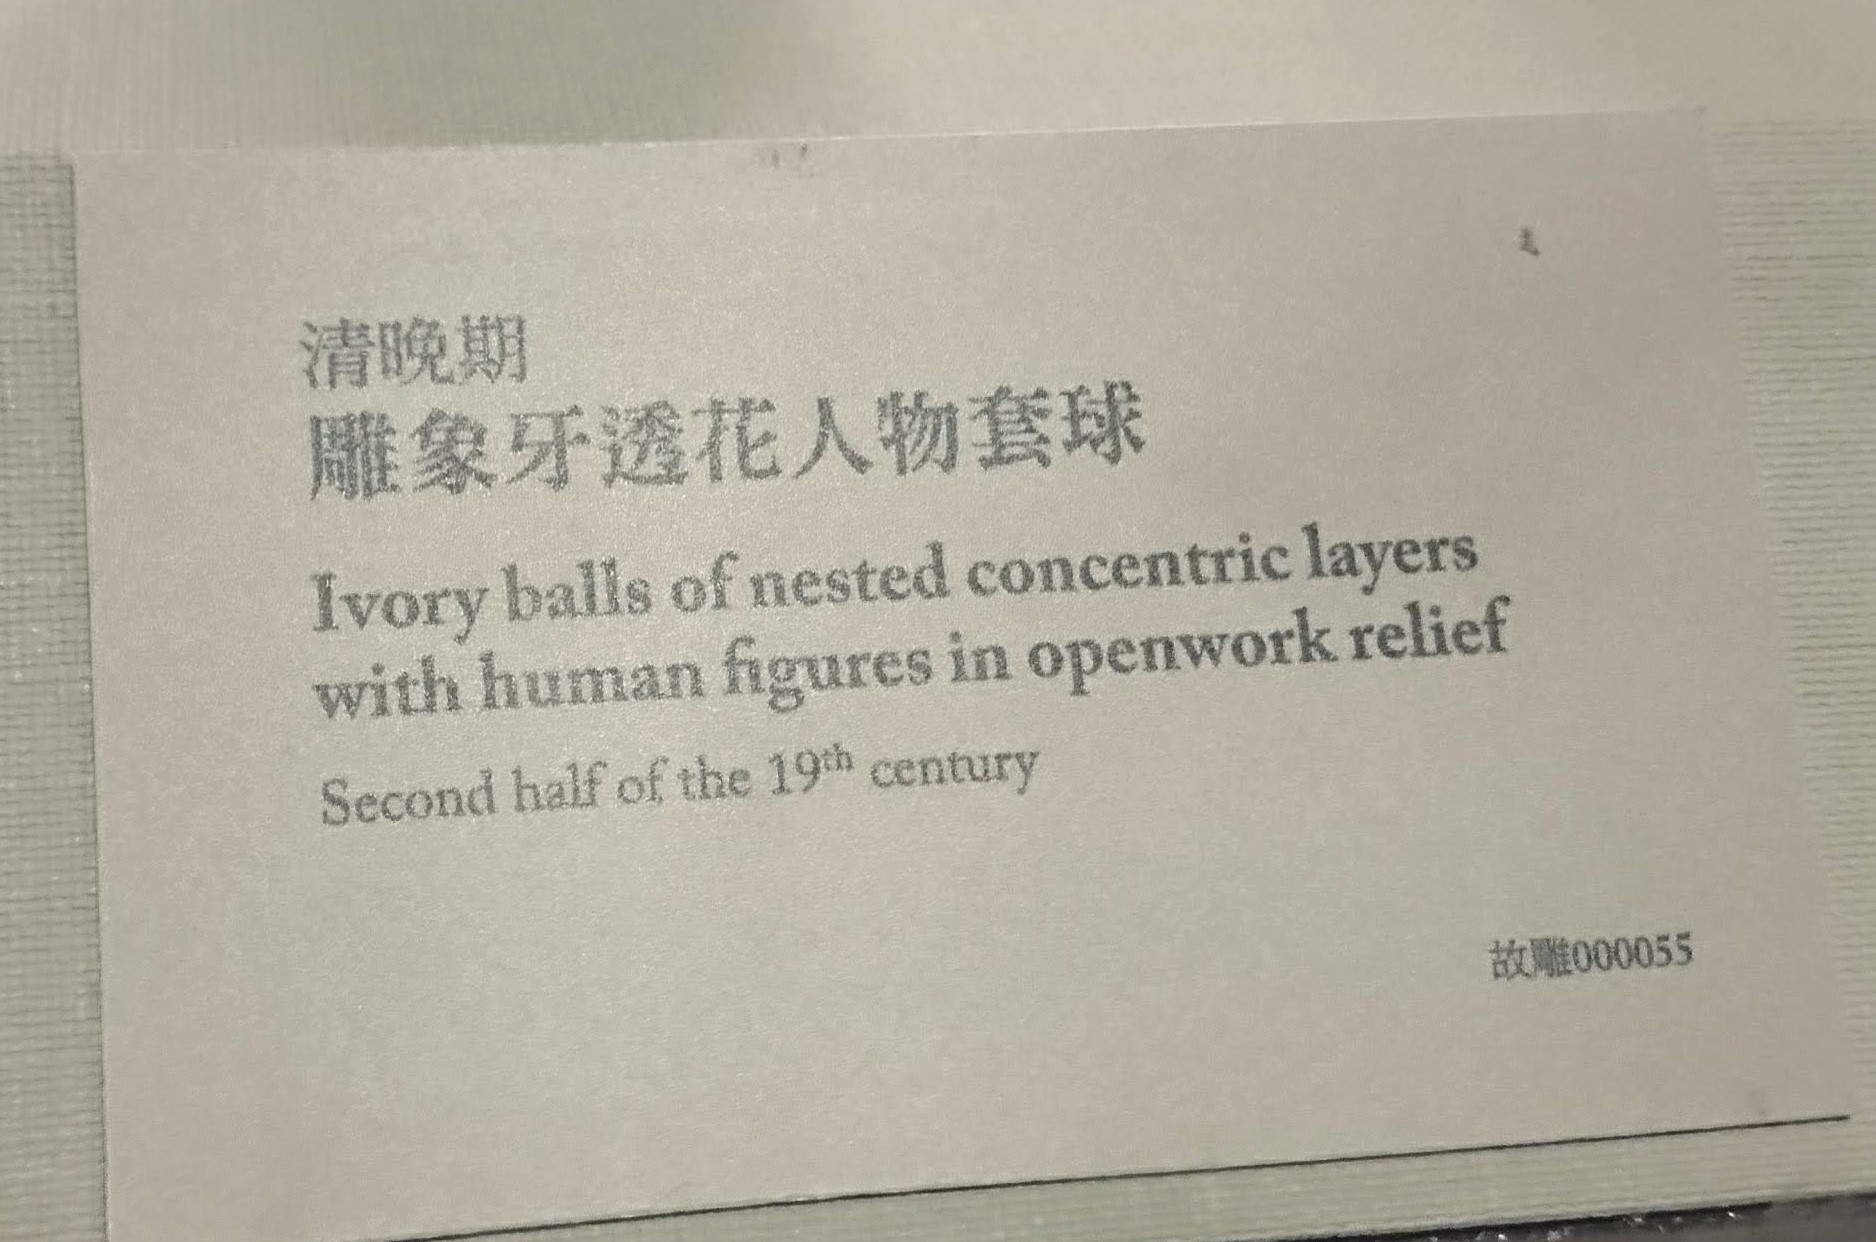 清晚期
雕象牙透花人物套球
Ivory balls of nested concentric layers
with human figures in openwork relief
Second half of the 19th century
故雕000055